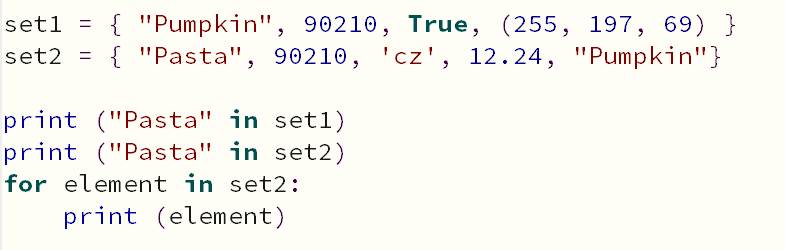 set1 = { "Pumpkin", 90210, True, (255, 197, 69) }
set2 = { "Pasta", 90210, 'cz', 12.24, "Pumpkin"}
print ("Pasta" in set1)
print ("Pasta" in set2)
for element in set2:
    print (element)